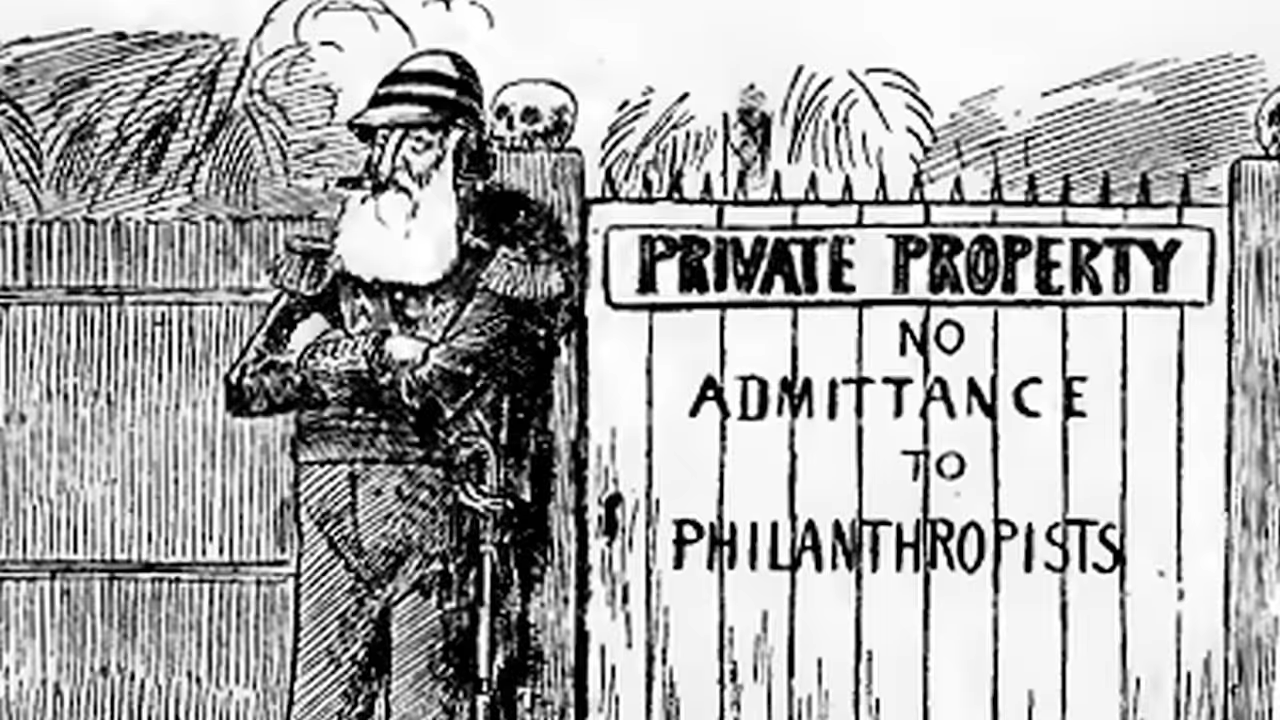 PRIVATE PROPERTY
NO
ADMITTANCE
TO
PHILANTHROPISTS